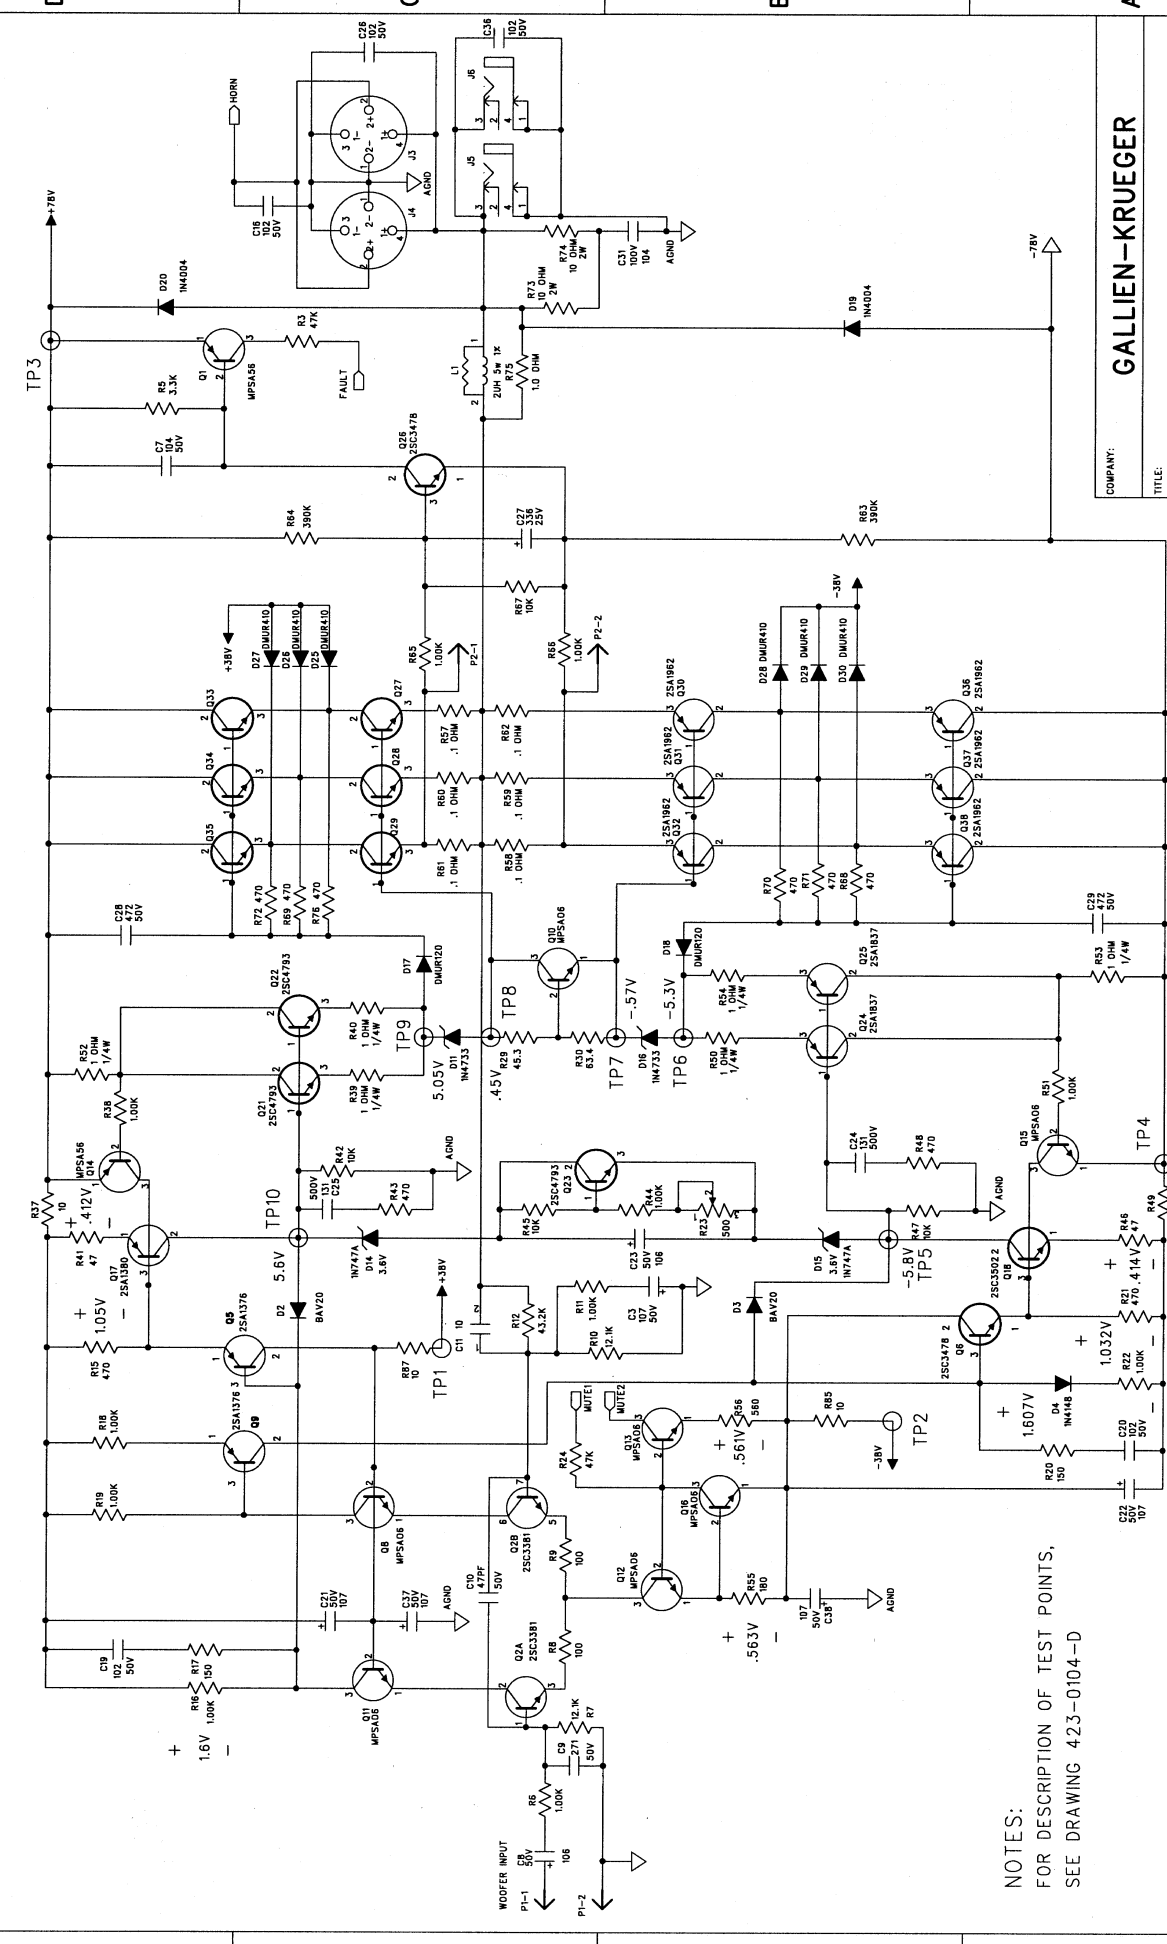 D
C
B
A
TP3
+78V
HORN
C26
102
50V
C36
102
50V
J6
J5
J3
J4
AGND
C16
102
50V
D20
1N4004
R74
10 OHM
2W
C31
100V
104
AGND
R73
10 OHM
2W
-78V
D19
1N4004
GALLIEN-KRUEGER
COMPANY:
TITLE:
Q1
MPSA56
R3
47K
FAULT
R5
3.3K
C7
104
50V
L1
2UH 5W 1%
R75
1.0 OHM
Q26
2SC3478
R64
390K
C27
336
25V
R63
390K
R67
10K
R65
1.00K
P2-1
R66
1.00K
P2-2
+38V
D27
DMUR410
D26
DMUR410
D25
DMUR410
-38V
D28 DMUR410
D29 DMUR410
D30 DMUR410
Q33
Q34
Q35
Q27
Q28
Q29
R57
.1 OHM
R60
.1 OHM
R61
.1 OHM
R62
.1 OHM
R59
.1 OHM
R58
.1 OHM
2SA1962
Q30
2SA1962
Q31
2SA1962
Q32
Q36
2SA1962
Q37
2SA1962
Q38
2SA1962
R72 470
R69 470
R76 470
R70
470
R71
470
R68
470
C28
472
50V
C29
472
50V
D17
DMUR120
Q10
MPSA06
D18
DMUR120
Q22
2SC4793
Q21
2SC4793
R40
1 OHM
1/4W
R39
1 OHM
1/4W
TP9
5.05V
D11
1N4733
TP8
.45V
R29
45.3
R30
63.4
TP7
-.57V
D16
1N4733
TP6
-5.3V
R54
1 OHM
1/4W
R50
1 OHM
1/4W
Q25
2SA1837
Q24
2SA1837
R53
1 OHM
1/4W
R52
1 OHM
1/4W
R38
1.00K
MPSA56
Q14
R37
10
R41
47
+
.412V
-
Q17
2SA1380
TP10
5.6V
500V
131
C25
R42
10K
R43
470
AGND
1N747A
D14
3.6V
R45
10K
2SC4793
Q23
R44
1.00K
R23
500
C23
50V
106
D15
3.6V
1N747A
C24
131
500V
R48
470
R47
10K
AGND
-5.8V
TP5
R51
1.00K
Q15
MPSA06
TP4
R49
2SC3502 2
Q18
R46
47
+
.414V
-
R15
470
+
1.05V
-
Q5
2SA1376
D2
BAV20
R87
10
TP1
+38V
C11 10
R12
43.2K
R11
1.00K
C3
107
50V
R10
12.1K
D3
BAV20
2SC3478
Q6
R21
470
+
1.032V
-
R22
1.00K
D4
1N4148
+
1.607V
-
R20
150
C20
102
50V
C22
50V
107
R18
1.00K
2SA1376
Q9
R19
1.00K
Q8
MPSA06
Q2B
2SC3381
R9
100
R8
100
C10
47PF
50V
MUTE1
MUTE2
R24
47K
Q13
MPSA06
R56
560
+
.561V
-
R85
10
-38V
TP2
Q16
MPSA06
Q12
MPSA06
R55
180
+
.563V
-
107
50V
C38
AGND
C21
50V
107
C37
50V
107
AGND
C19
102
50V
R17
150
R16
1.00K
+
1.6V
-
Q11
MPSA06
Q2A
2SC3381
12.1K
R7
C9
271
50V
R6
1.00K
WOOFER INPUT
C8
50V
106
P1-1
P1-2
NOTES:
FOR DESCRIPTION OF TEST POINTS,
SEE DRAWING 423-0104-D